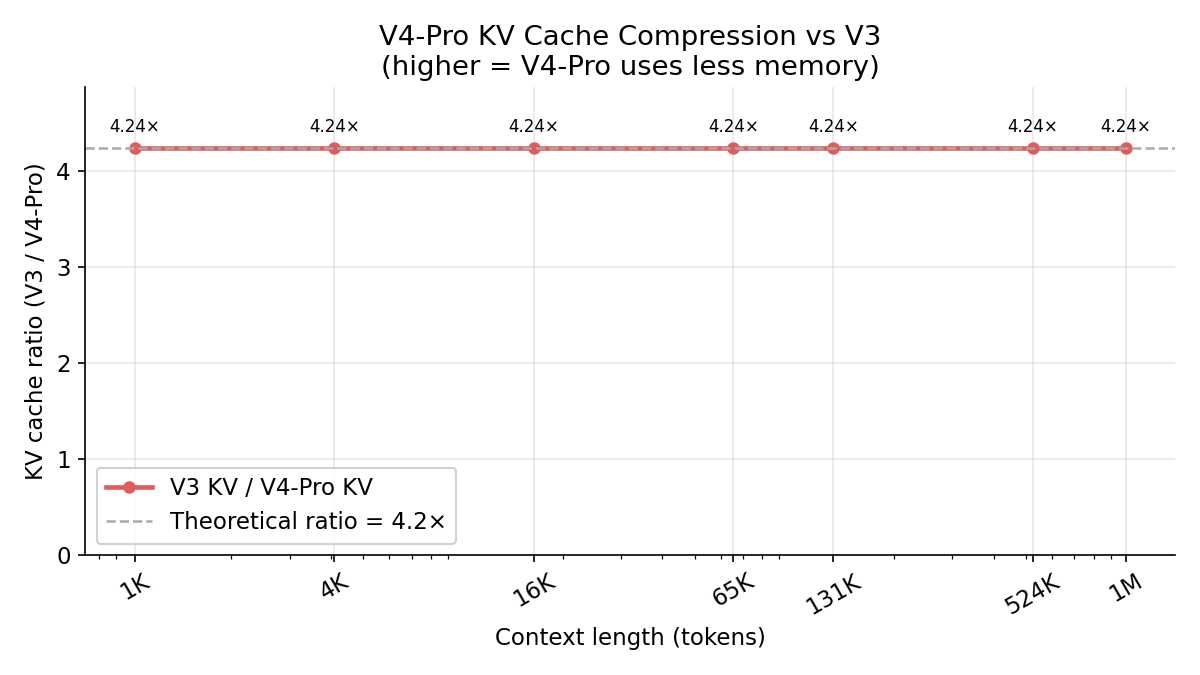 V4-Pro KV Cache Compression vs V3
(higher = V4-Pro uses less memory)
4.24× 4.24× 4.24× 4.24× 4.24× 4.24× 4.24×
KV cache ratio (V3 / V4-Pro)
4
3
2
1
0
V3 KV / V4-Pro KV
Theoretical ratio = 4.2×
1K 4K 16K 65K 131K 524K 1M
Context length (tokens)